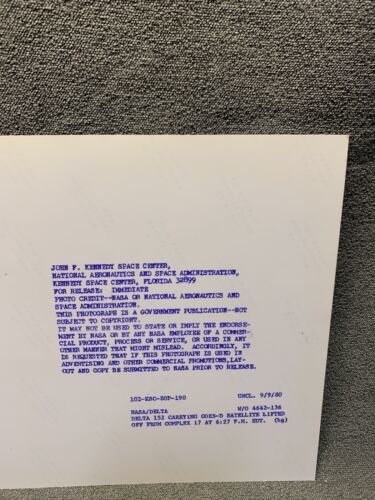 JOHN F. KENNEDY SPACE CENTER,
NATIONAL AERONAUTICS AND SPACE ADMINISTRATION,
KENNEDY SPACE CENTER, FLORIDA 32899
FOR RELEASE: IMMEDIATE
PHOTO CREDIT--NASA OR NATIONAL AERONAUTICS AND
SPACE ADMINISTRATION.
THIS PHOTOGRAPH IS A GOVERNMENT PUBLICATION--NOT
SUBJECT TO COPYRIGHT.
IT MAY NOT BE USED TO STATE OR IMPLY THE ENDORSE-
MENT BY NASA OR BY ANY NASA EMPLOYEE OF A COMMER-
CIAL PRODUCT, PROCESS OR SERVICE, OR USED IN ANY
OTHER MANNER THAT MIGHT MISLEAD. ACCORDINGLY, IT
IS REQUESTED THAT IF THIS PHOTOGRAPH IS USED IN
ADVERTISING AND OTHER COMMERCIAL PROMOTIONS, LAY-
OUT AND COPY BE SUBMITTED TO NASA PRIOR TO RELEASE.
102-KSC-80P-190 UNCL. 9/9/80
NASA/DELTA W/O 4642-136
DELTA 152 CARRYING GOES-D SATELLITE LIFTED
OFF FROM COMPLEX 17 AT 6:27 P.M. EDT. (hg)